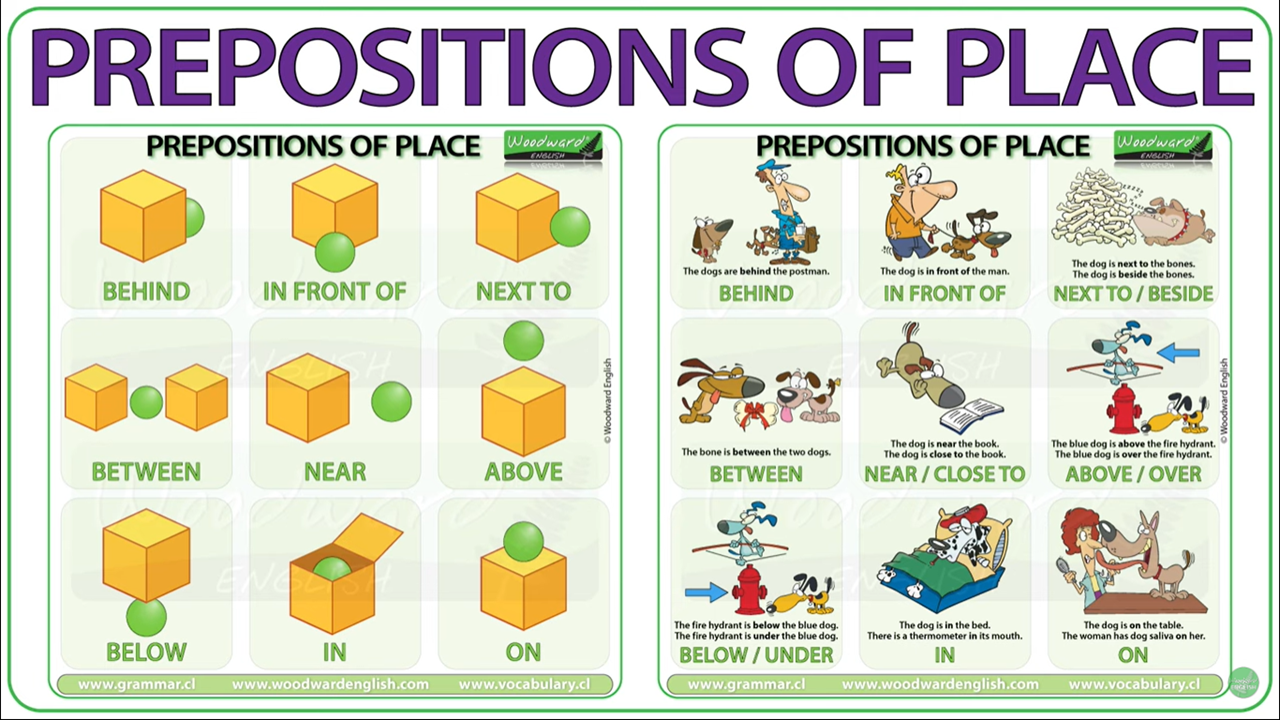 PREPOSITIONS OF PLACE
PREPOSITIONS OF PLACE
Woodward®
ENGLISH
BEHIND
IN FRONT OF
NEXT TO
BETWEEN
NEAR
ABOVE
BELOW
IN
ON
© Woodward English
www.grammar.cl
www.woodwardenglish.com
www.vocabulary.cl
PREPOSITIONS OF PLACE
Woodward®
ENGLISH
The dogs are behind the postman.
BEHIND
The dog is in front of the man.
IN FRONT OF
The dog is next to the bones.
The dog is beside the bones.
NEXT TO / BESIDE
The bone is between the two dogs.
BETWEEN
The dog is near the book.
The dog is close to the book.
NEAR / CLOSE TO
The blue dog is above the fire hydrant.
The blue dog is over the fire hydrant.
ABOVE / OVER
The fire hydrant is below the blue dog.
The fire hydrant is under the blue dog.
BELOW / UNDER
The dog is in the bed.
There is a thermometer in its mouth.
IN
The dog is on the table.
The woman has dog saliva on her.
ON
© Woodward English
www.grammar.cl
www.woodwardenglish.com
www.vocabulary.cl